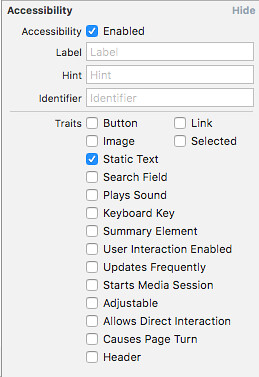 Accessibility Hide
Accessibility Enabled
Label Label
Hint Hint
Identifier Identifier
Traits Button Link
Image Selected
Static Text
Search Field
Plays Sound
Keyboard Key
Summary Element
User Interaction Enabled
Updates Frequently
Starts Media Session
Adjustable
Allows Direct Interaction
Causes Page Turn
Header